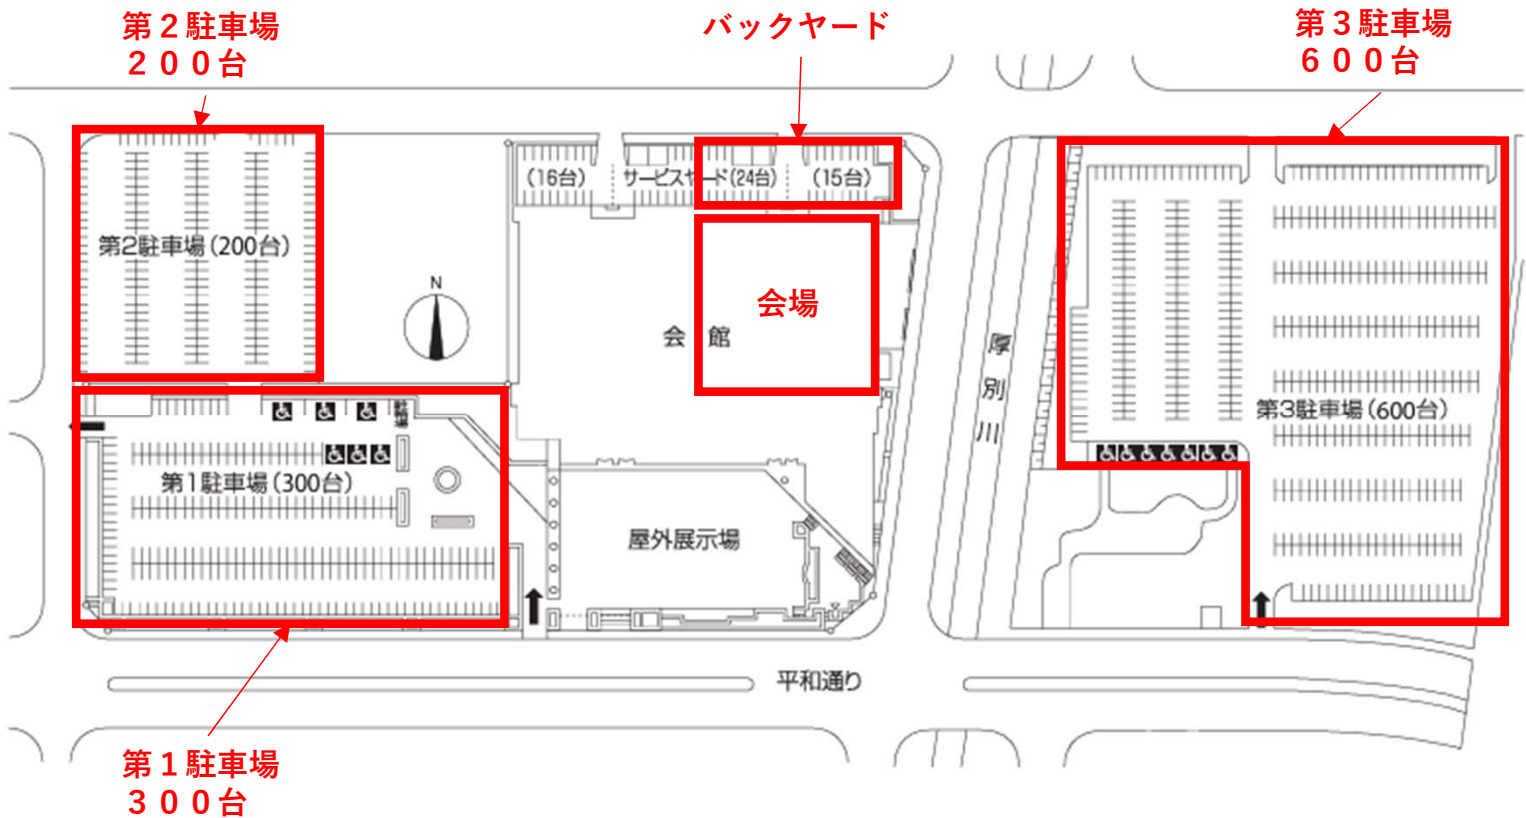 第２駐車場
２００台
バックヤード
第３駐車場
６００台
(16台)
サービスヤード(24台)
(15台)
第2駐車場(200台)
N
会場
会館
厚別川
第3駐車場(600台)
駐輪場
第1駐車場(300台)
屋外展示場
平和通り
第１駐車場
３００台